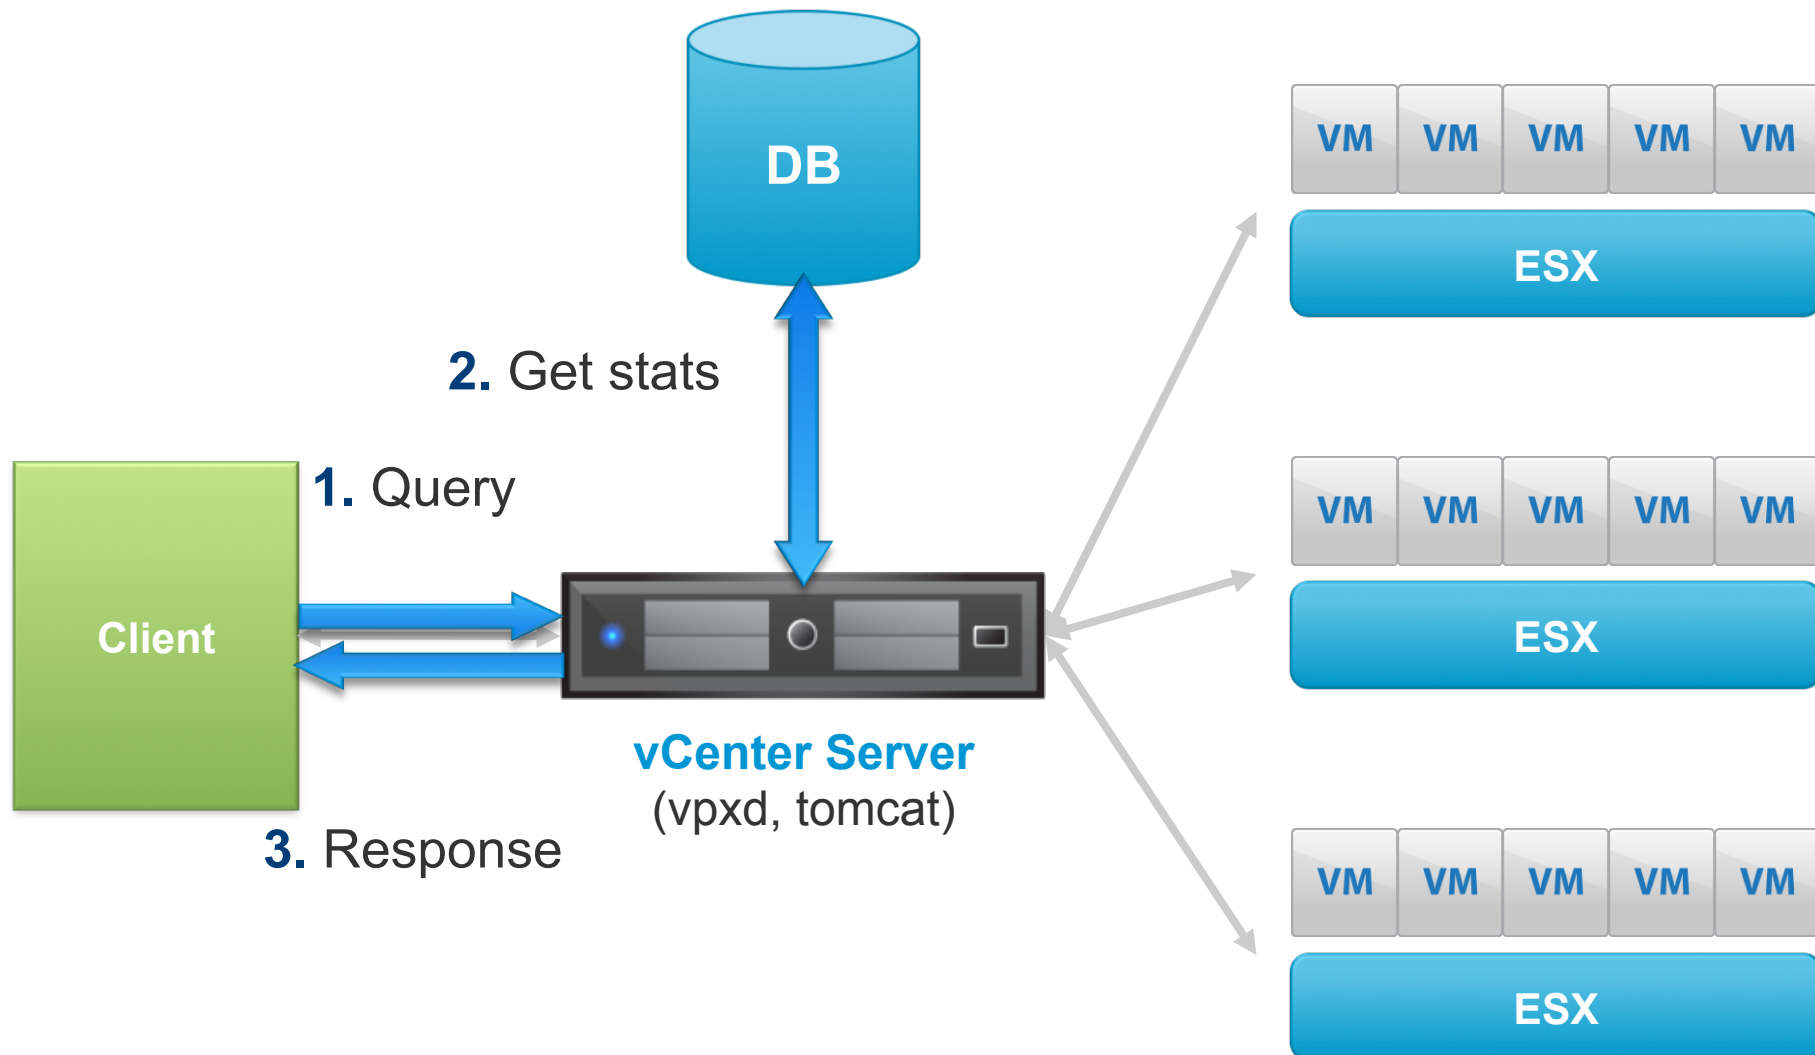 DB
VM VM VM VM VM
ESX
2. Get stats
1. Query
VM VM VM VM VM
ESX
Client
vCenter Server
(vpxd, tomcat)
3. Response
VM VM VM VM VM
ESX